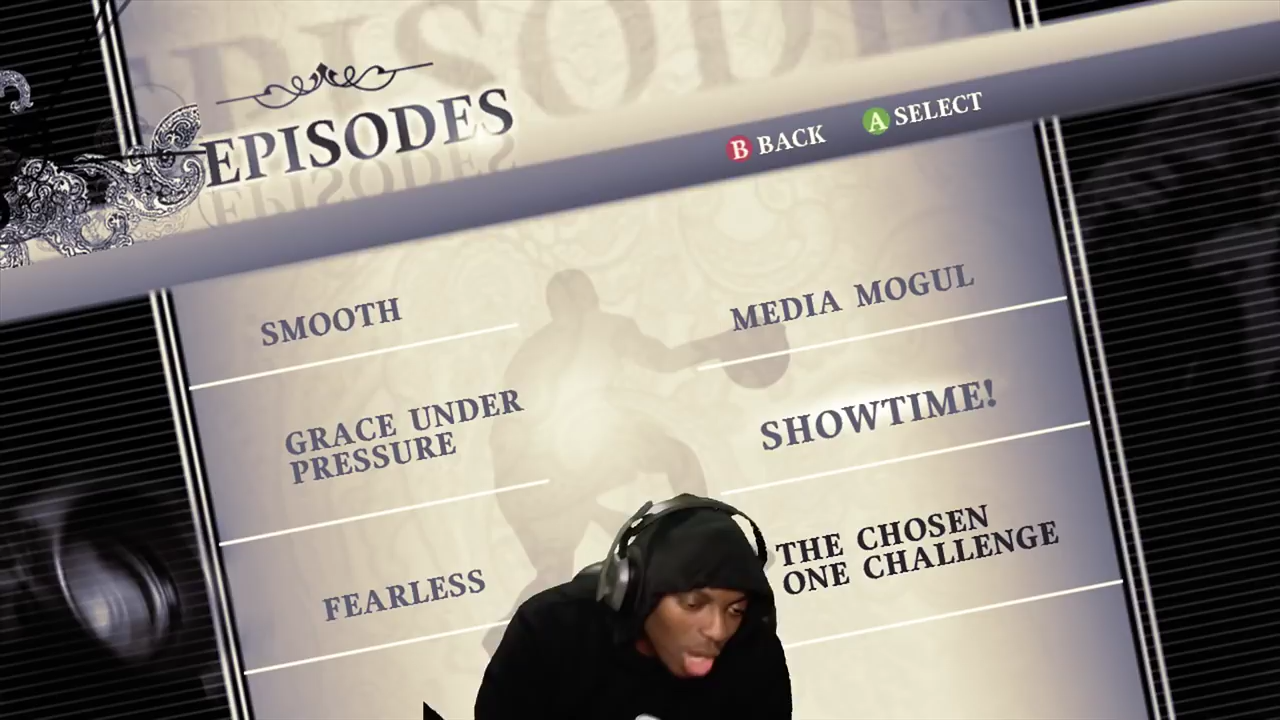 EPISODES
B BACK
A SELECT
SMOOTH
GRACE UNDER
PRESSURE
FEARLESS
MEDIA MOGUL
SHOWTIME!
THE CHOSEN
ONE CHALLENGE